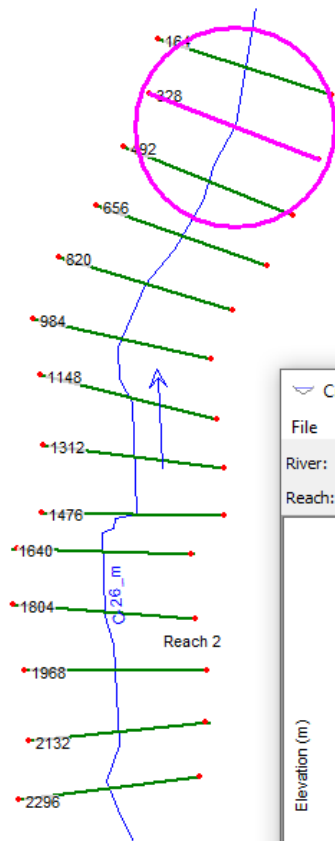 164
328
492
656
820
984
1148
1312
1476
1640
1804
1968
2132
2296
C-26_m
Reach 2
C
File
River:
Reach:
Elevation (m)